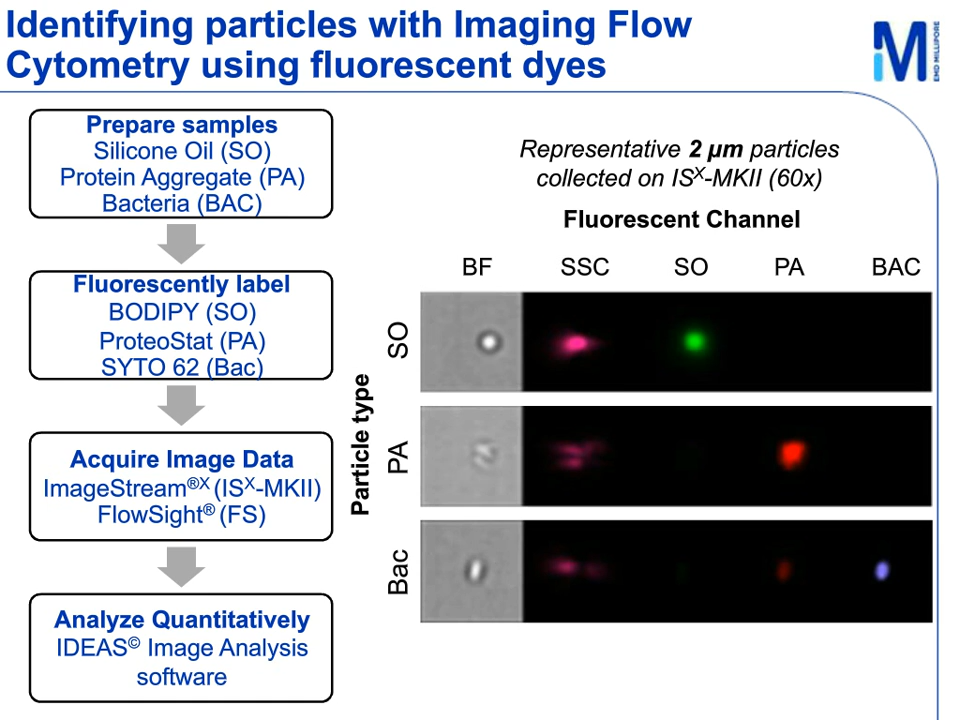 Identifying particles with Imaging Flow
Cytometry using fluorescent dyes
M
EMD MILLIPORE
Prepare samples
Silicone Oil (SO)
Protein Aggregate (PA)
Bacteria (BAC)
Fluorescently label
BODIPY (SO)
ProteoStat (PA)
SYTO 62 (Bac)
Acquire Image Data
ImageStream®X (ISX-MKII)
FlowSight® (FS)
Analyze Quantitatively
IDEAS© Image Analysis
software
Representative 2 µm particles
collected on ISX-MKII (60x)
Fluorescent Channel
BF SSC SO PA BAC
Particle type
SO
PA
Bac